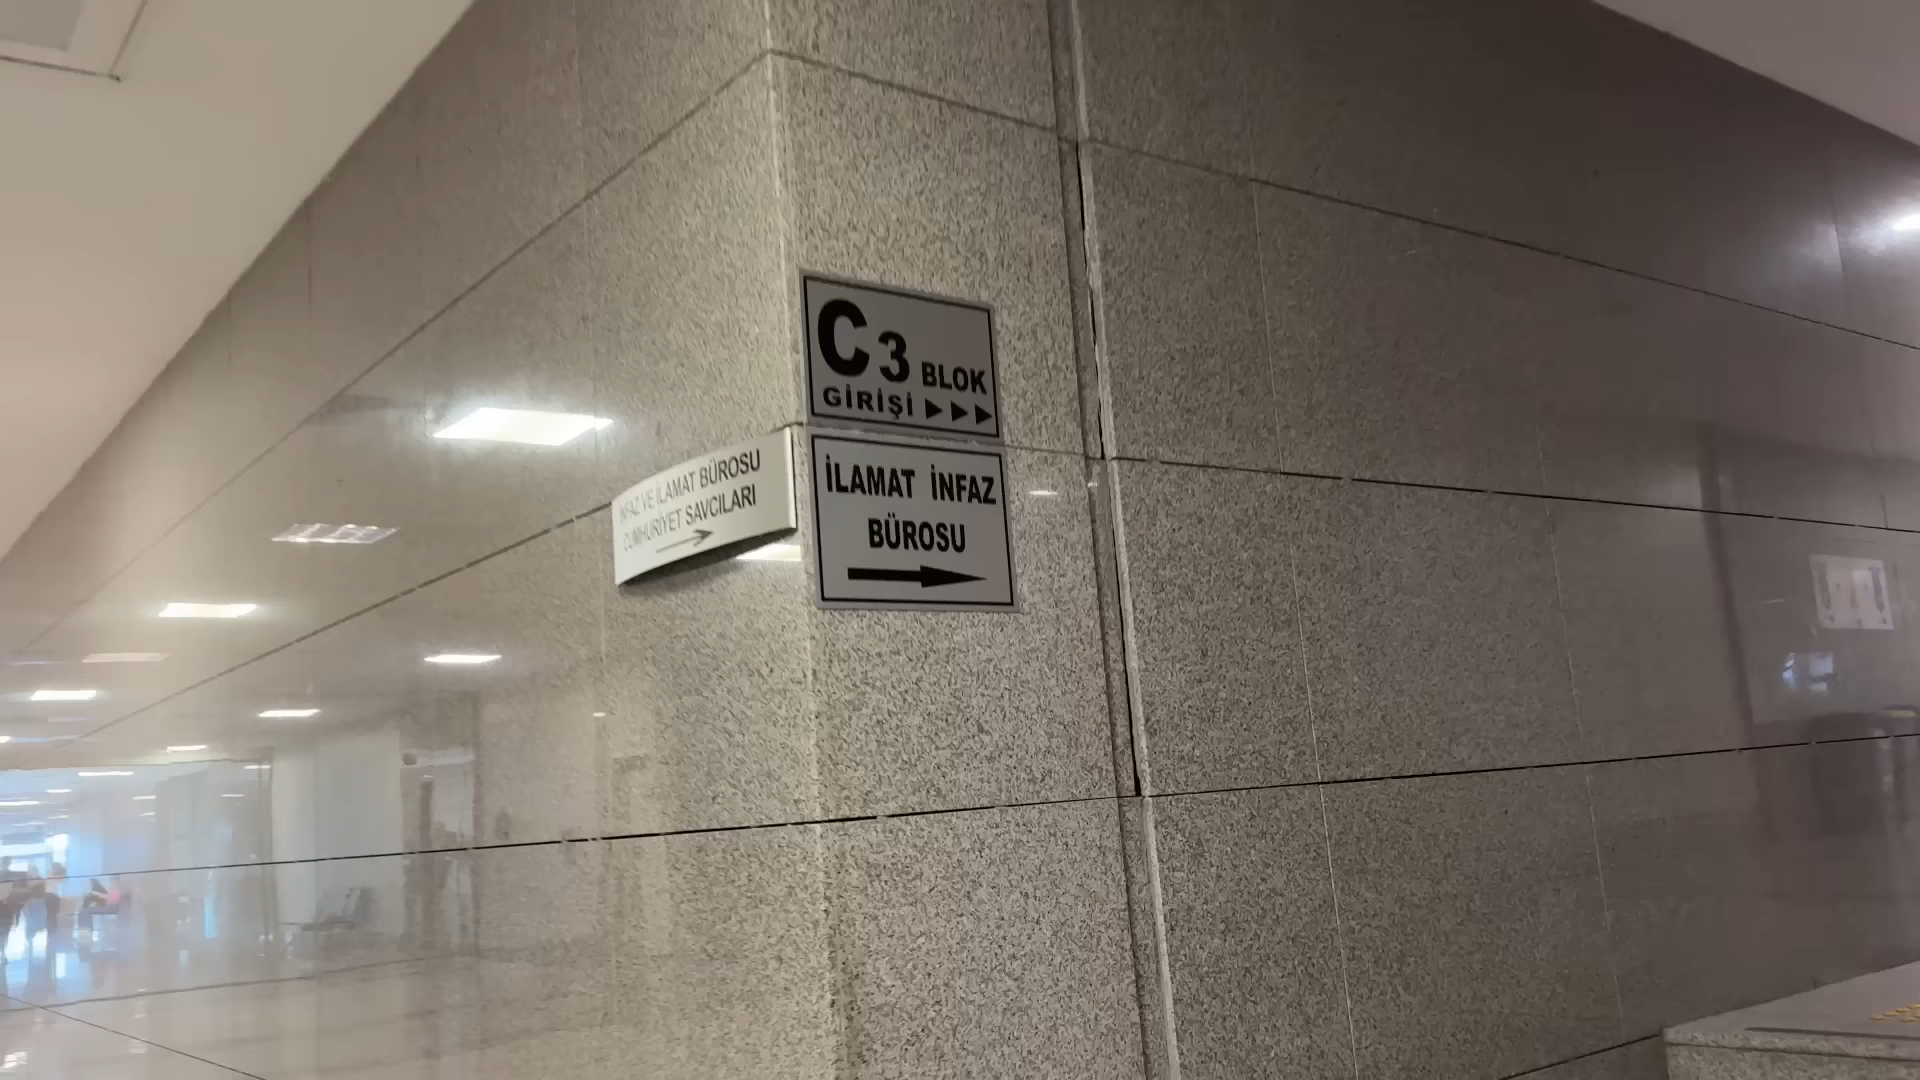 C3 BLOK
GİRİŞİ ▶▶▶
İNFAZ VE İLAMAT BÜROSU
CUMHURİYET SAVCILARI
İLAMAT İNFAZ
BÜROSU